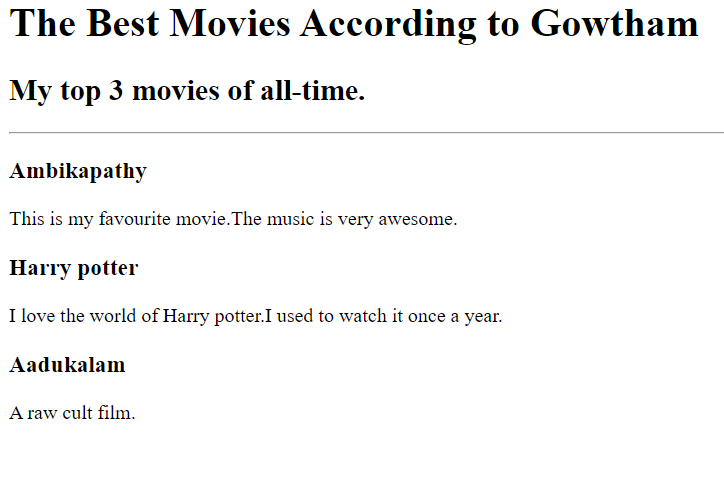 The Best Movies According to Gowtham
My top 3 movies of all-time.
Ambikapathy
This is my favourite movie.The music is very awesome.
Harry potter
I love the world of Harry potter.I used to watch it once a year.
Aadukalam
A raw cult film.